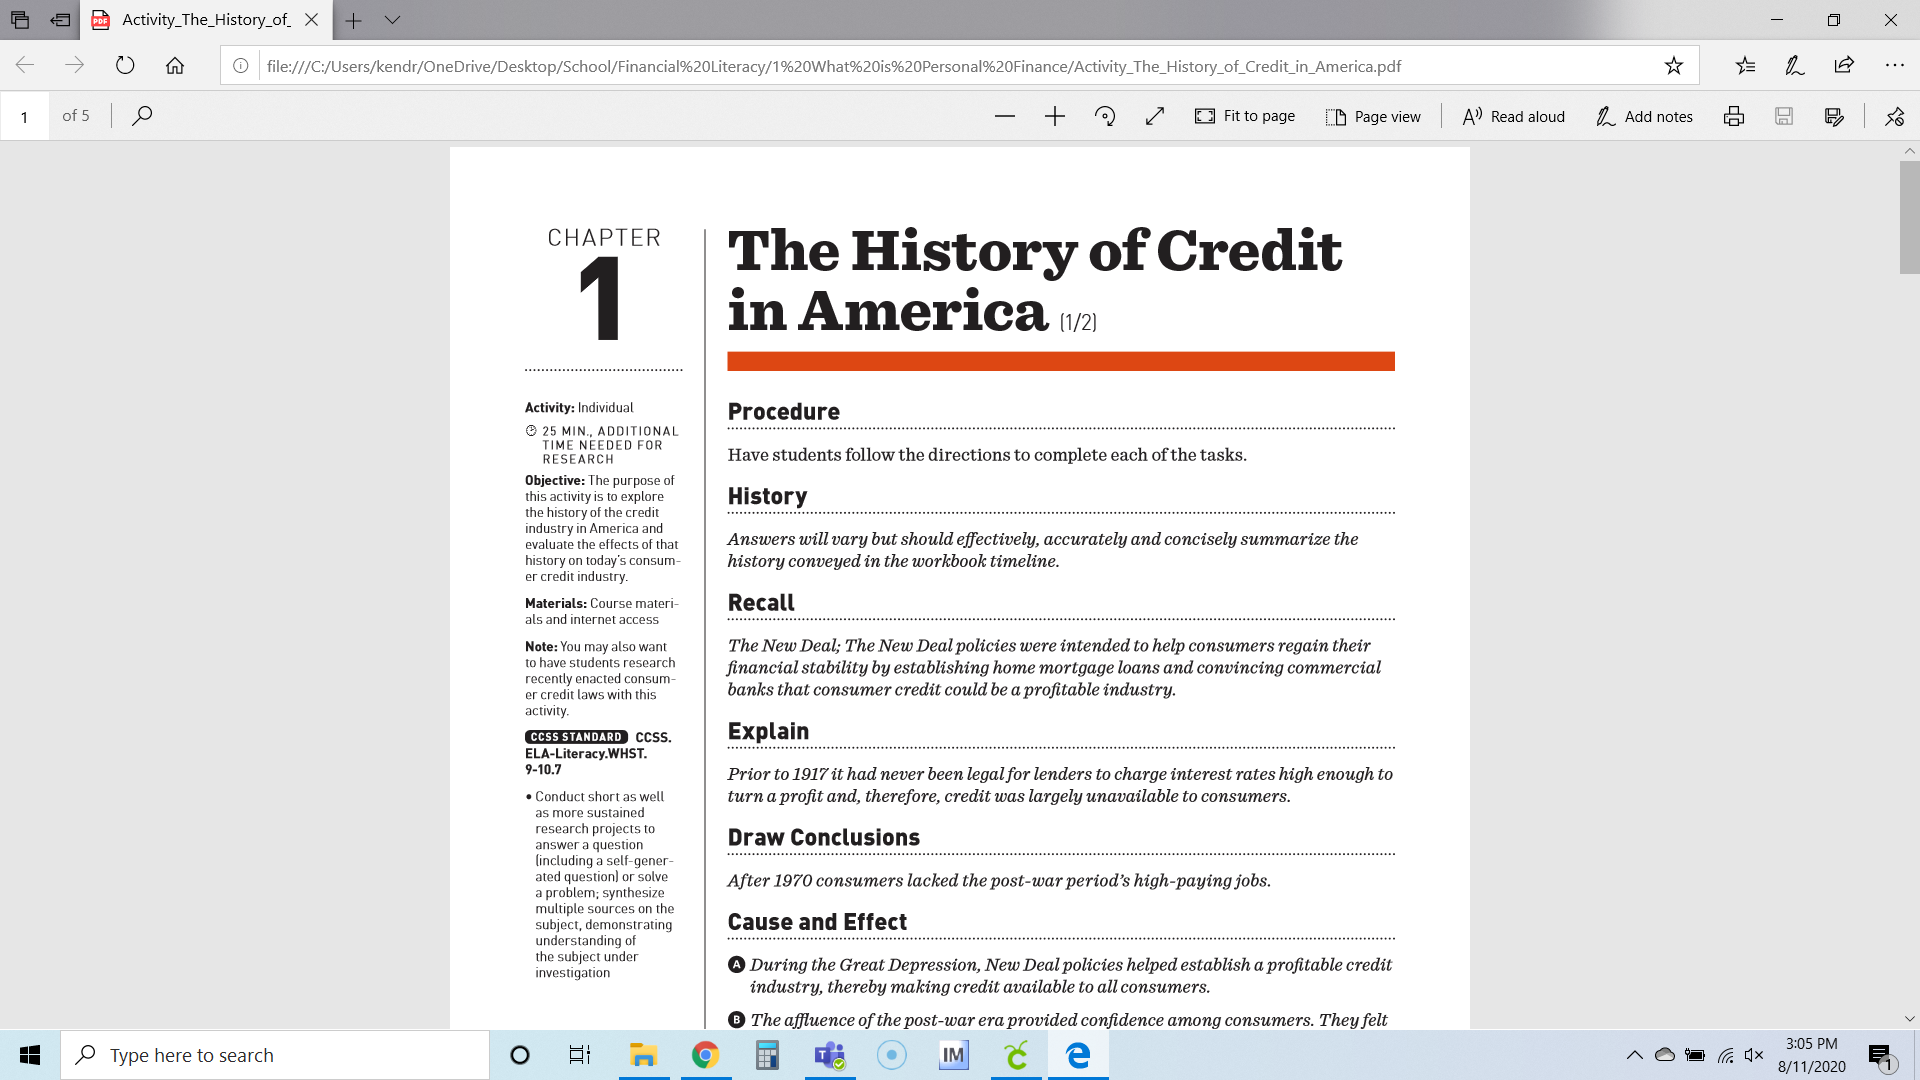 Activity_The_History_of_
file:///C:/Users/kendr/OneDrive/Desktop/School/Financial%20Literacy/1%20What%20is%20Personal%20Finance/Activity_The_History_of_Credit_in_America.pdf
1 of 5
Fit to page
Page view
Read aloud
Add notes
CHAPTER
1
Activity: Individual
25 MIN., ADDITIONAL
TIME NEEDED FOR
RESEARCH
Objective: The purpose of
this activity is to explore
the history of the credit
industry in America and
evaluate the effects of that
history on today's consum-
er credit industry.
Materials: Course materi-
als and internet access
Note: You may also want
to have students research
recently enacted consum-
er credit laws with this
activity.
CCSS STANDARD CCSS.
ELA-Literacy.WHST.
9-10.7
• Conduct short as well
as more sustained
research projects to
answer a question
(including a self-gener-
ated question) or solve
a problem; synthesize
multiple sources on the
subject, demonstrating
understanding of
the subject under
investigation
The History of Credit
in America (1/2)
Procedure
Have students follow the directions to complete each of the tasks.
History
Answers will vary but should effectively, accurately and concisely summarize the
history conveyed in the workbook timeline.
Recall
The New Deal; The New Deal policies were intended to help consumers regain their
financial stability by establishing home mortgage loans and convincing commercial
banks that consumer credit could be a profitable industry.
Explain
Prior to 1917 it had never been legal for lenders to charge interest rates high enough to
turn a profit and, therefore, credit was largely unavailable to consumers.
Draw Conclusions
After 1970 consumers lacked the post-war period's high-paying jobs.
Cause and Effect
A During the Great Depression, New Deal policies helped establish a profitable credit
industry, thereby making credit available to all consumers.
B The affluence of the post-war era provided confidence among consumers. They felt
Type here to search
IM
3:05 PM
8/11/2020
1